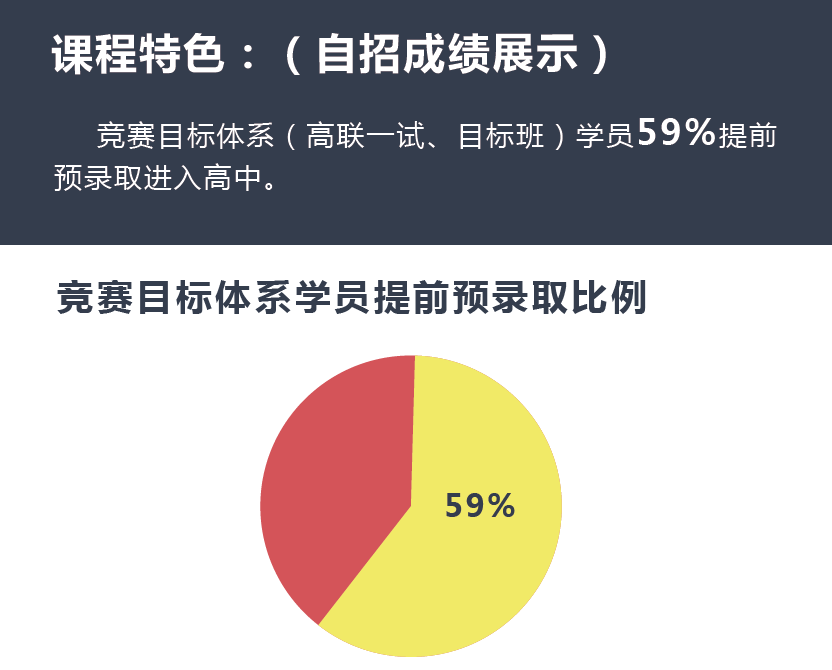 课程特色：（自招成绩展示）
竞赛目标体系（高联一试、目标班）学员59%提前
预录取进入高中。
竞赛目标体系学员提前预录取比例
59%